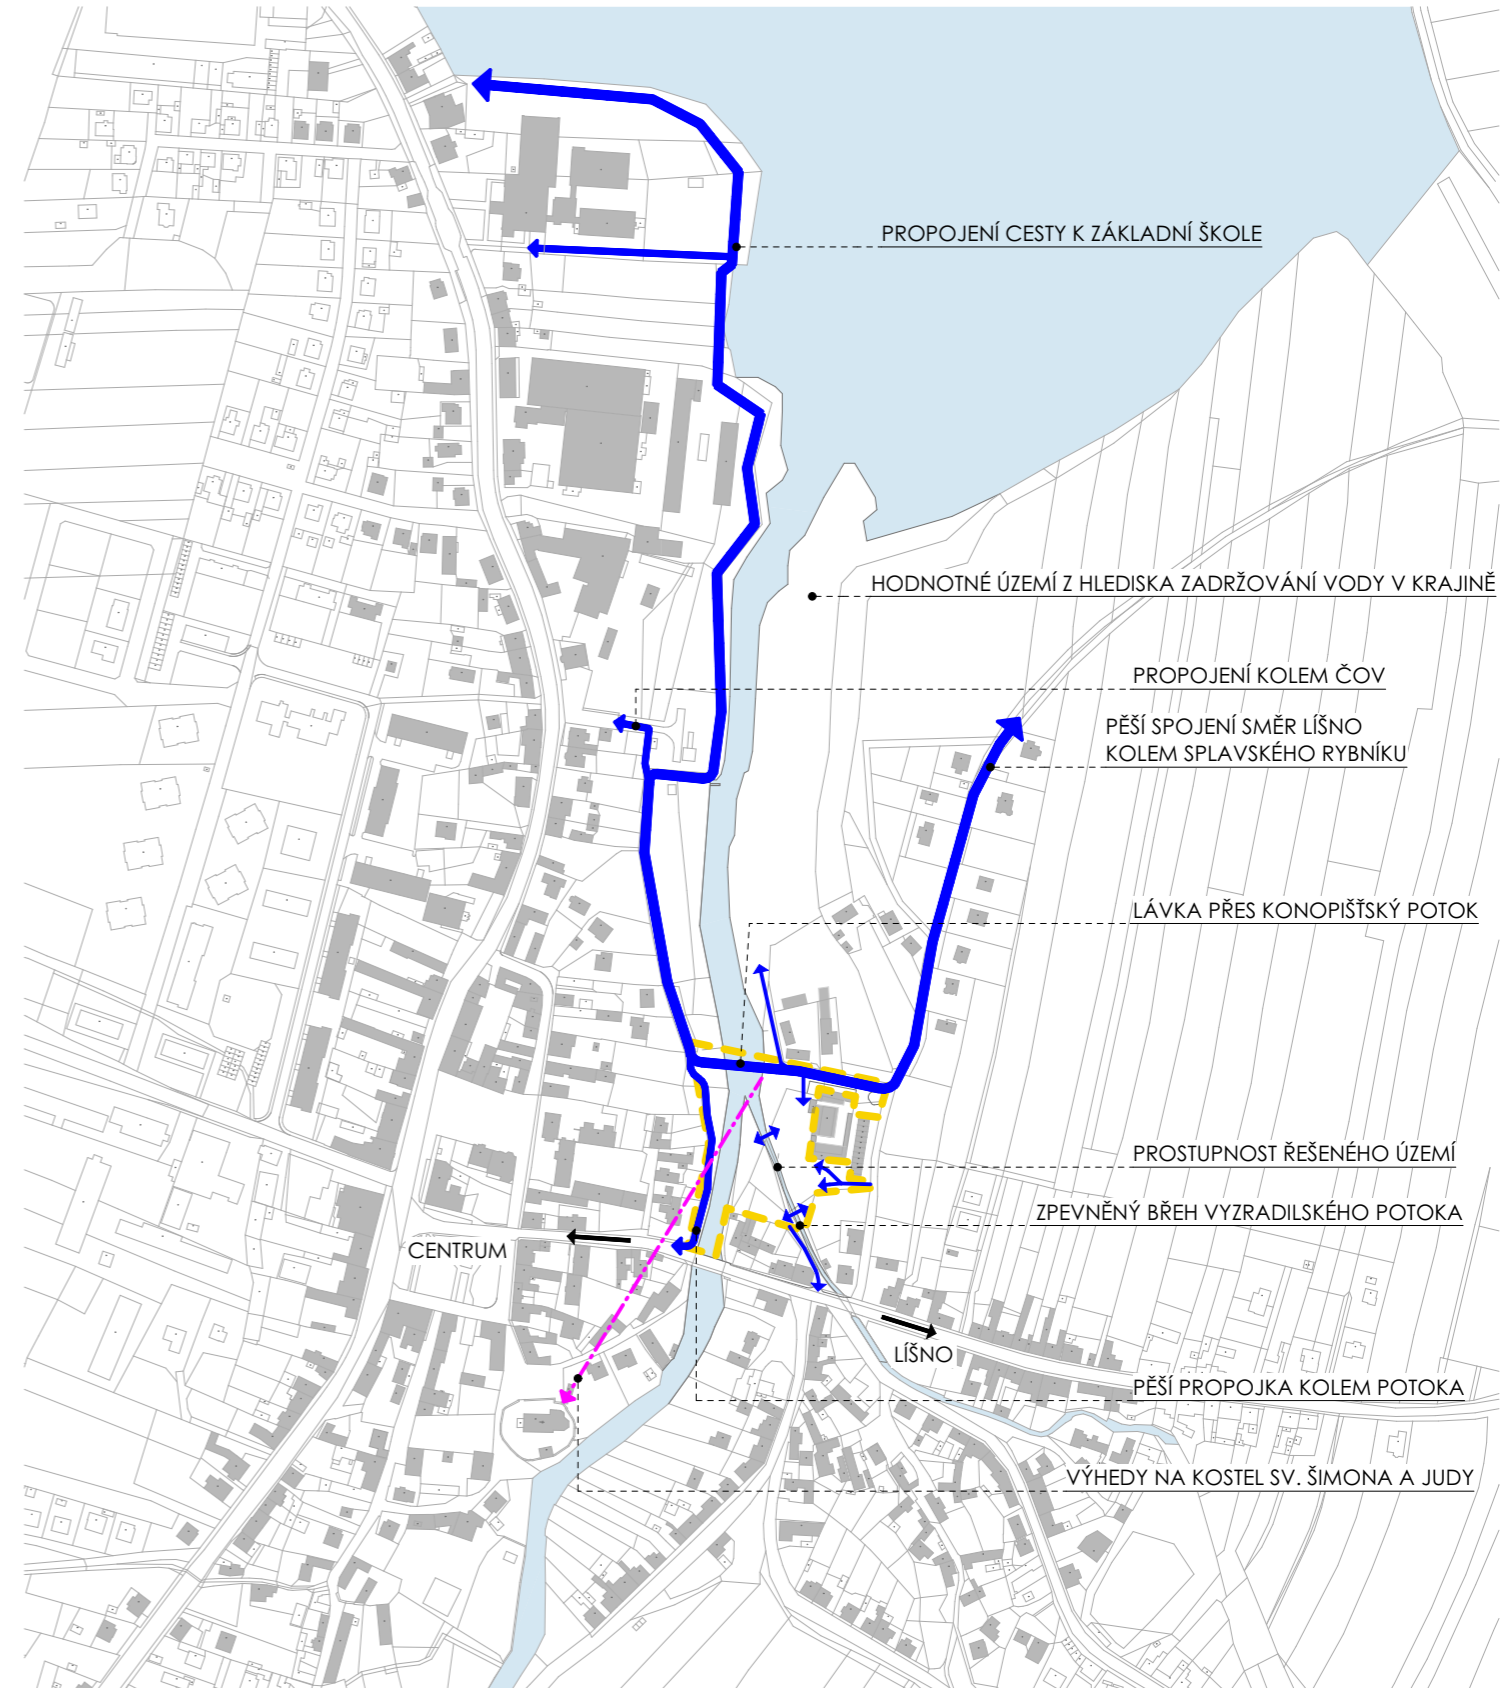 PROPOJENÍ CESTY K ZÁKLADNÍ ŠKOLE
HODNOTNÉ ÚZEMÍ Z HLEDISKA ZADRŽOVÁNÍ VODY V KRAJINĚ
PROPOJENÍ KOLEM ČOV
PĚŠÍ SPOJENÍ SMĚR LÍŠNO
KOLEM SPLAVSKÉHO RYBNÍKU
LÁVKA PŘES KONOPIŠŤSKÝ POTOK
PROSTUPNOST ŘEŠENÉHO ÚZEMÍ
ZPEVNĚNÝ BŘEH VYZRADILSKÉHO POTOKA
CENTRUM
LÍŠNO
PĚŠÍ PROPOJKA KOLEM POTOKA
VÝHEDY NA KOSTEL SV. ŠIMONA A JUDY